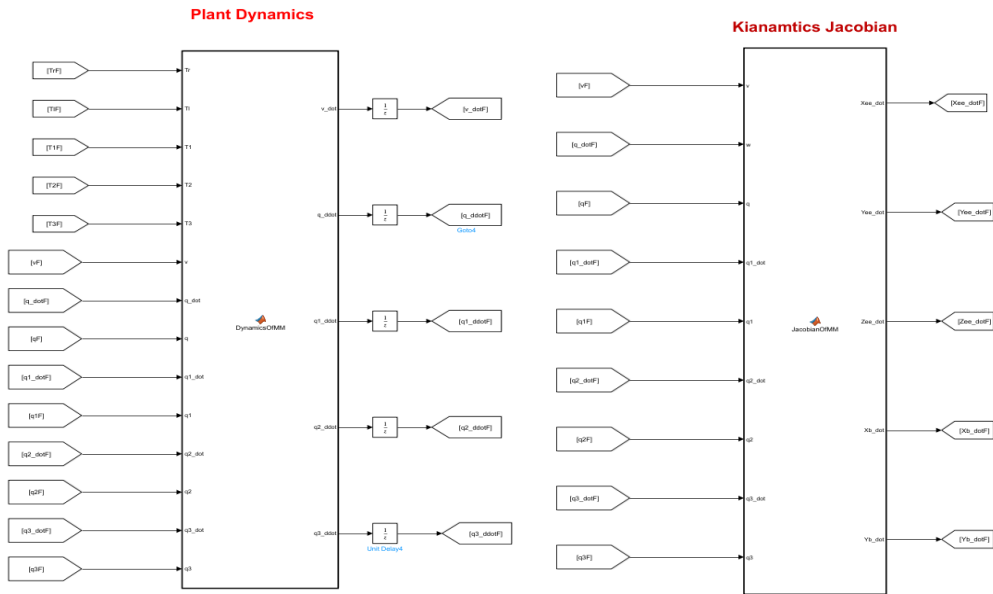 Plant Dynamics
[TrF]
Tr
[TlF]
Tl
[T1F]
T1
[T2F]
T2
[T3F]
T3
[vF]
v
[q_dotF]
q_dot
[qF]
q
[q1_dotF]
q1_dot
[q1F]
q1
[q2_dotF]
q2_dot
[q2F]
q2
[q3_dotF]
q3_dot
[q3F]
q3
DynamicsOfMM
v_dot
1
z
[v_dotF]
q_ddot
1
z
[q_ddotF]
Goto4
q1_ddot
1
z
[q1_ddotF]
q2_ddot
1
z
[q2_ddotF]
q3_ddot
1
z
Unit Delay4
[q3_ddotF]
Kianamtics Jacobian
[vF]
v
[q_dotF]
w
[qF]
q
[q1_dotF]
q1_dot
[q1F]
q1
[q2_dotF]
q2_dot
[q2F]
q2
[q3_dotF]
q3_dot
[q3F]
q3
JacobianOfMM
Xee_dot
[Xee_dotF]
Yee_dot
[Yee_dotF]
Zee_dot
[Zee_dotF]
Xb_dot
[Xb_dotF]
Yb_dot
[Yb_dotF]